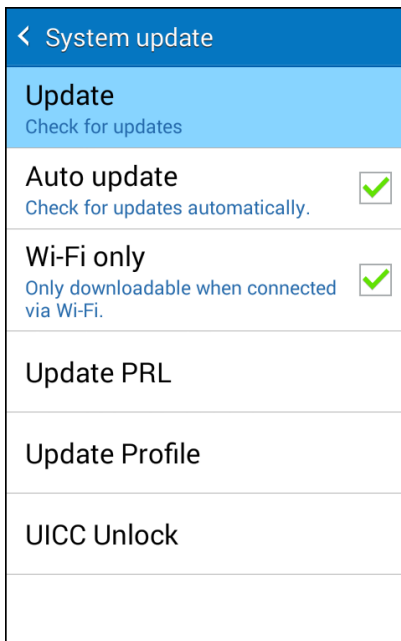 System update
Update
Check for updates
Auto update
Check for updates automatically.
Wi-Fi only
Only downloadable when connected
via Wi-Fi.
Update PRL
Update Profile
UICC Unlock